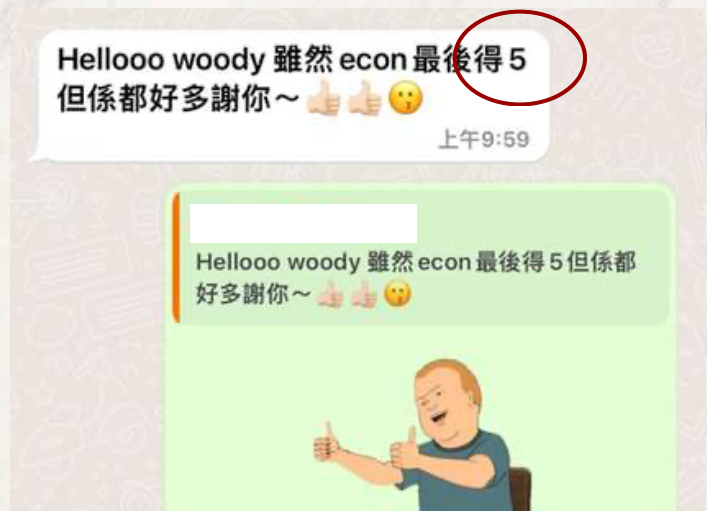 Hellooo woody 雖然 econ 最後得 5
但係都好多謝你～👍🏻👍🏻😗
上午9:59
Hellooo woody 雖然 econ 最後得 5 但係都
好多謝你～👍🏻👍🏻😗